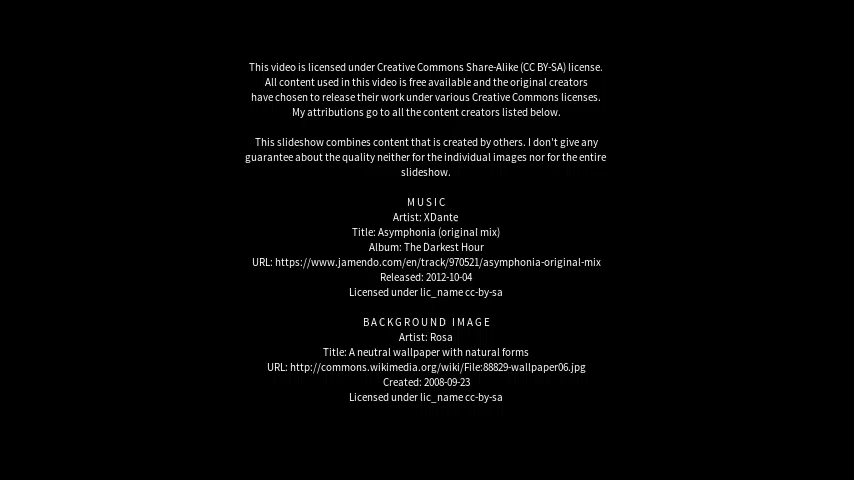 This video is licensed under Creative Commons Share-Alike (CC BY-SA) license.
All content used in this video is free available and the original creators
have chosen to release their work under various Creative Commons licenses.
My attributions go to all the content creators listed below.
This slideshow combines content that is created by others. I don't give any
guarantee about the quality neither for the individual images nor for the entire
slideshow.
MUSIC
Artist: XDante
Title: Asymphonia (original mix)
Album: The Darkest Hour
URL: https://www.jamendo.com/en/track/970521/asymphonia-original-mix
Released: 2012-10-04
Licensed under lic_name cc-by-sa
BACKGROUND IMAGE
Artist: Rosa
Title: A neutral wallpaper with natural forms
URL: http://commons.wikimedia.org/wiki/File:88829-wallpaper06.jpg
Created: 2008-09-23
Licensed under lic_name cc-by-sa